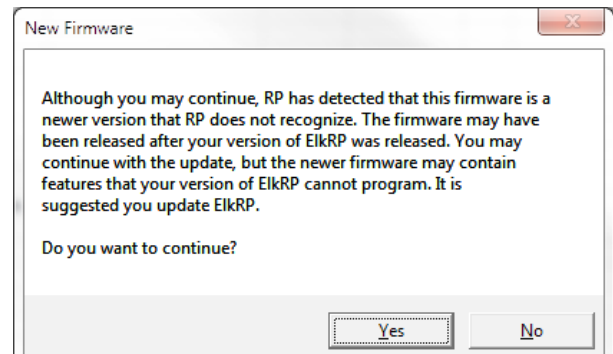 New Firmware
Although you may continue, RP has detected that this firmware is a
newer version that RP does not recognize. The firmware may have
been released after your version of ElkRP was released. You may
continue with the update, but the newer firmware may contain
features that your version of ElkRP cannot program. It is
suggested you update ElkRP.
Do you want to continue?
Yes No